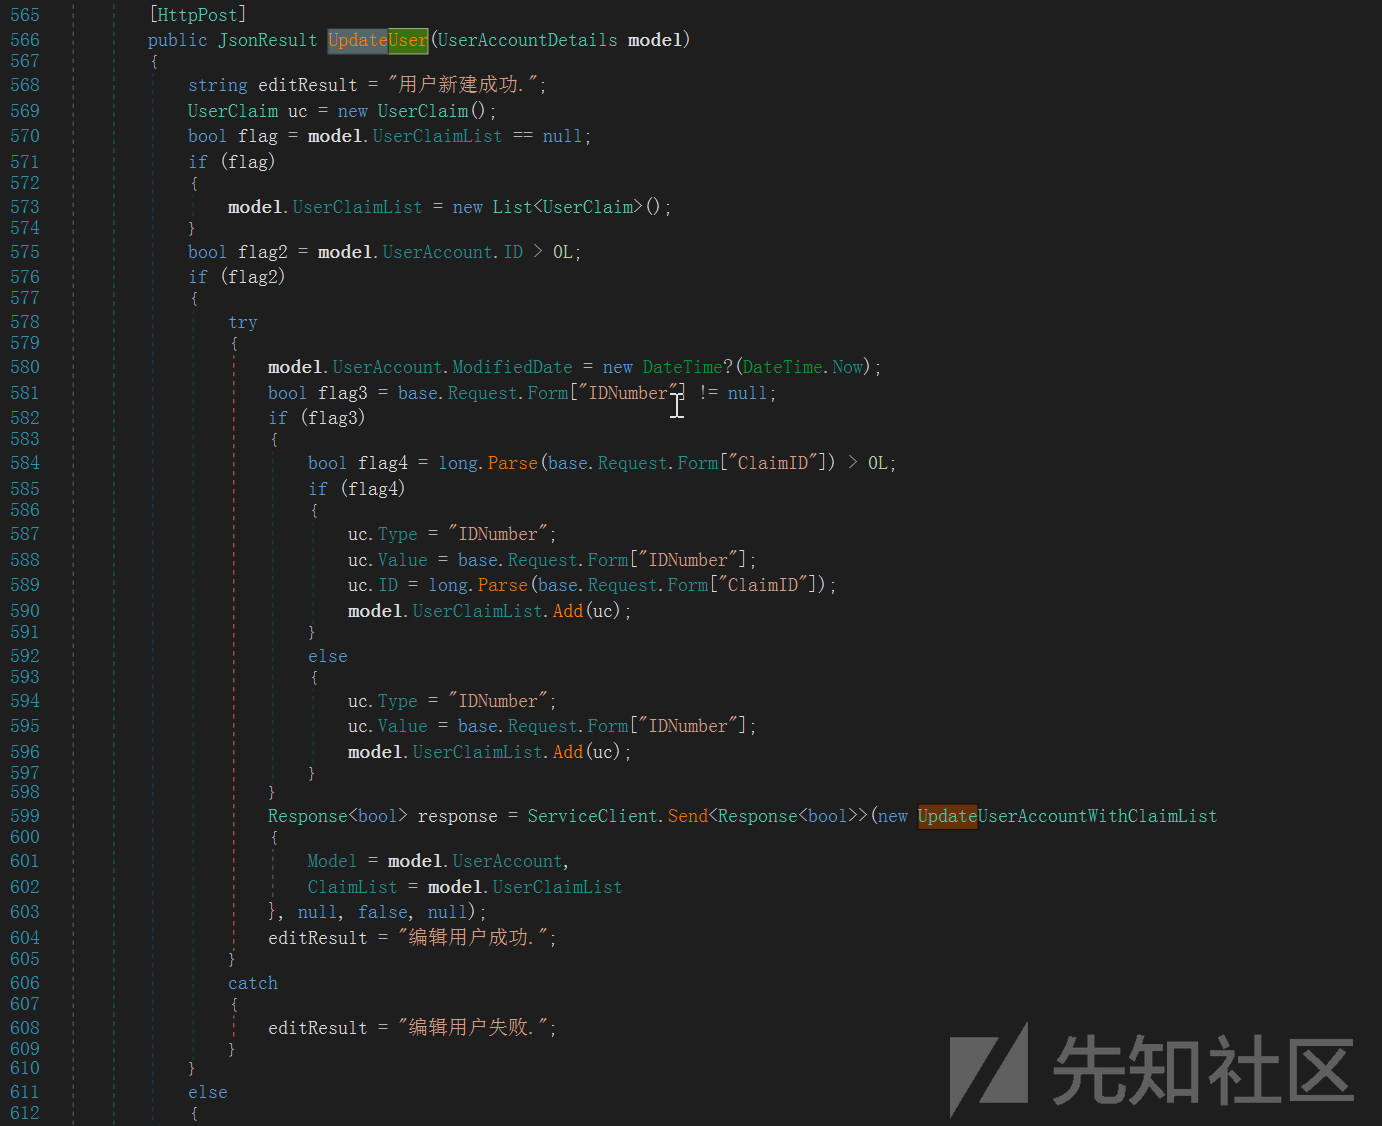 565 [HttpPost]
566 public JsonResult UpdateUser(UserAccountDetails model)
567 {
568 string editResult = "用户新建成功.";
569 UserClaim uc = new UserClaim();
570 bool flag = model.UserClaimList == null;
571 if (flag)
572 {
573 model.UserClaimList = new List<UserClaim>();
574 }
575 bool flag2 = model.UserAccount.ID > 0L;
576 if (flag2)
577 {
578 try
579 {
580 model.UserAccount.ModifiedDate = new DateTime?(DateTime.Now);
581 bool flag3 = base.Request.Form["IDNumber"] != null;
582 if (flag3)
583 {
584 bool flag4 = long.Parse(base.Request.Form["ClaimID"]) > 0L;
585 if (flag4)
586 {
587 uc.Type = "IDNumber";
588 uc.Value = base.Request.Form["IDNumber"];
589 uc.ID = long.Parse(base.Request.Form["ClaimID"]);
590 model.UserClaimList.Add(uc);
591 }
592 else
593 {
594 uc.Type = "IDNumber";
595 uc.Value = base.Request.Form["IDNumber"];
596 model.UserClaimList.Add(uc);
597 }
598 }
599 Response<bool> response = ServiceClient.Send<Response<bool>>(new UpdateUserAccountWithClaimList
600 {
601 Model = model.UserAccount,
602 ClaimList = model.UserClaimList
603 }, null, false, null);
604 editResult = "编辑用户成功.";
605 }
606 catch
607 {
608 editResult = "编辑用户失败.";
609 }
610 }
611 else
612 {
先知社区